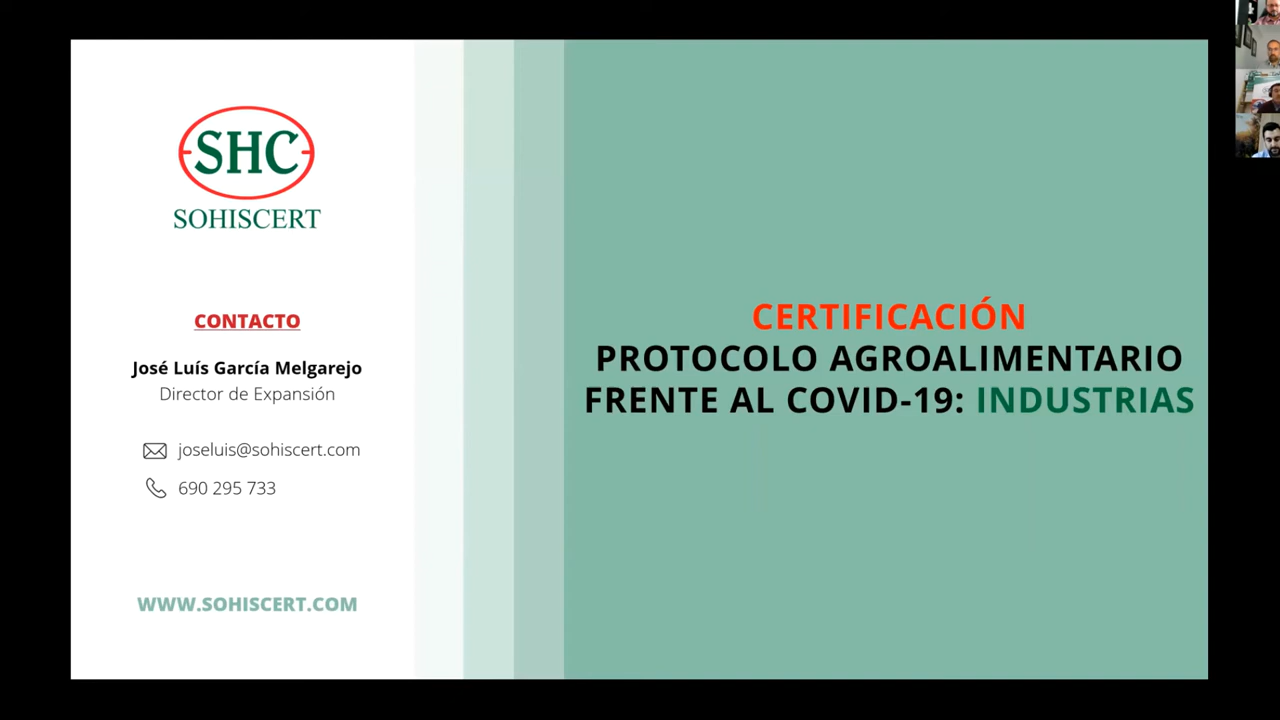 SHC
SOHISCERT
CONTACTO
José Luís García Melgarejo
Director de Expansión
joseluis@sohiscert.com
690 295 733
WWW.SOHISCERT.COM
CERTIFICACIÓN
PROTOCOLO AGROALIMENTARIO
FRENTE AL COVID-19: INDUSTRIAS